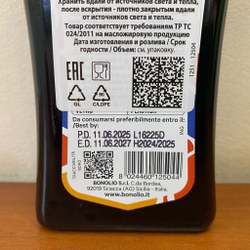 Хранить вдали от источников света и тепла,
после вскрытия - плотно закрытым вдали
от источников света и тепла.
Товар соответствует требованиям ТР ТС
024/2011 на масложировую продукцию
Дата изготовления и розлива / Срок
годности / Объем: см. упаковку.
EAC
GL
C/LDPE
1251
12504
Da consumarsi preferibilmente entro il:
/Best by:
P.D. 11.06.2025 L16225D
E.D. 11.06.2027 H2024/2025
BONOLIO S.r.l. C.da Bordea,
92019 Sciacca (AG) Sicilia - Italia.
www.bonolio.it
8 024460 125044